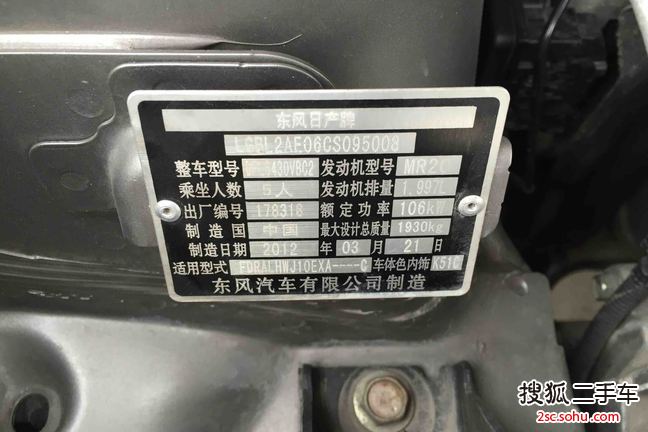 东风日产牌
LGBL2AE06CS095008
整车型号 430VBC2 发动机型号 MR20
乘坐人数 5人 发动机排量 1.997L
出厂编号 178318 额定功率 106kW
制造国 中国 最大设计总质量 1930kg
制造日期 2012 年 03 月 21 日
适用型式 FDRALHWJ10EXA----C 车体色内饰 K51C
东风汽车有限公司制造
搜狐二手车
2sc.sohu.com